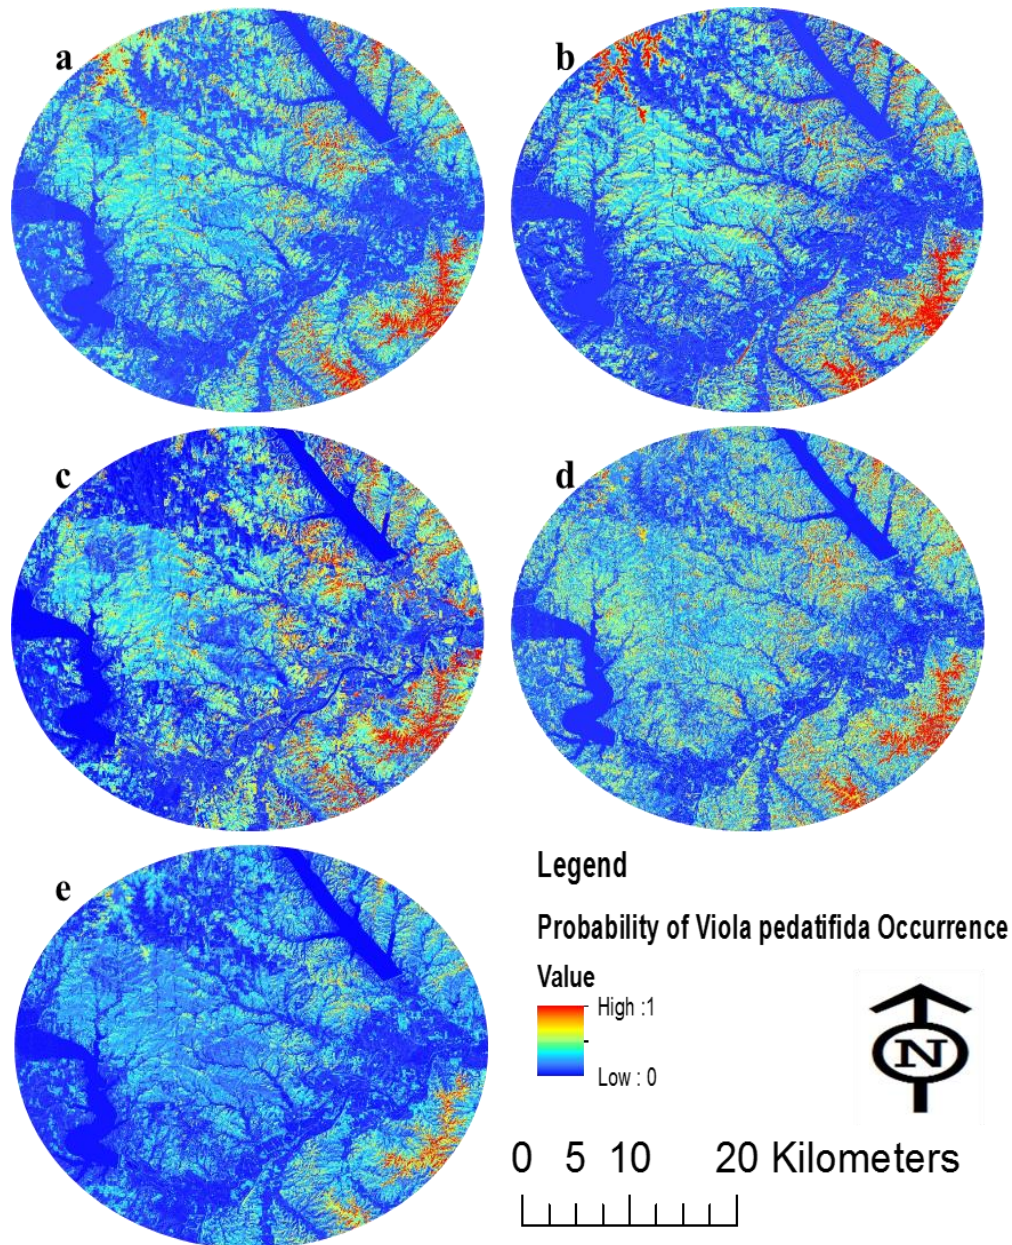 a
b
c
d
e
Legend
Probability of Viola pedatifida Occurrence
Value
High :1
Low : 0
N
0 5 10 20 Kilometers